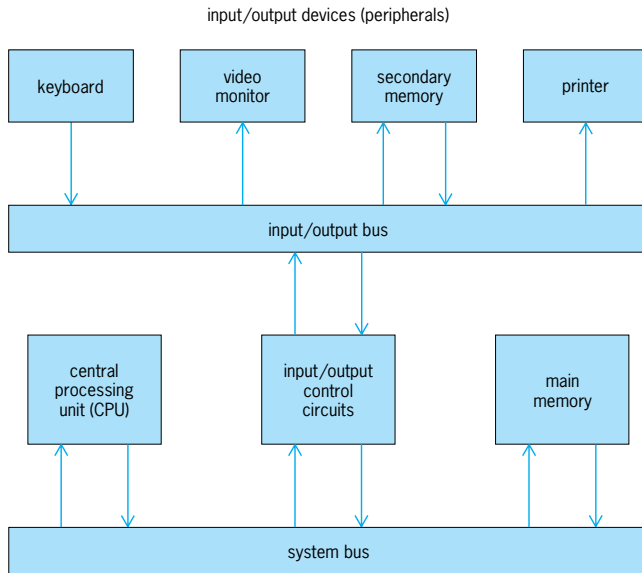 input/output devices (peripherals)
keyboard
video
monitor
secondary
memory
printer
input/output bus
central
processing
unit (CPU)
input/output
control
circuits
main
memory
system bus